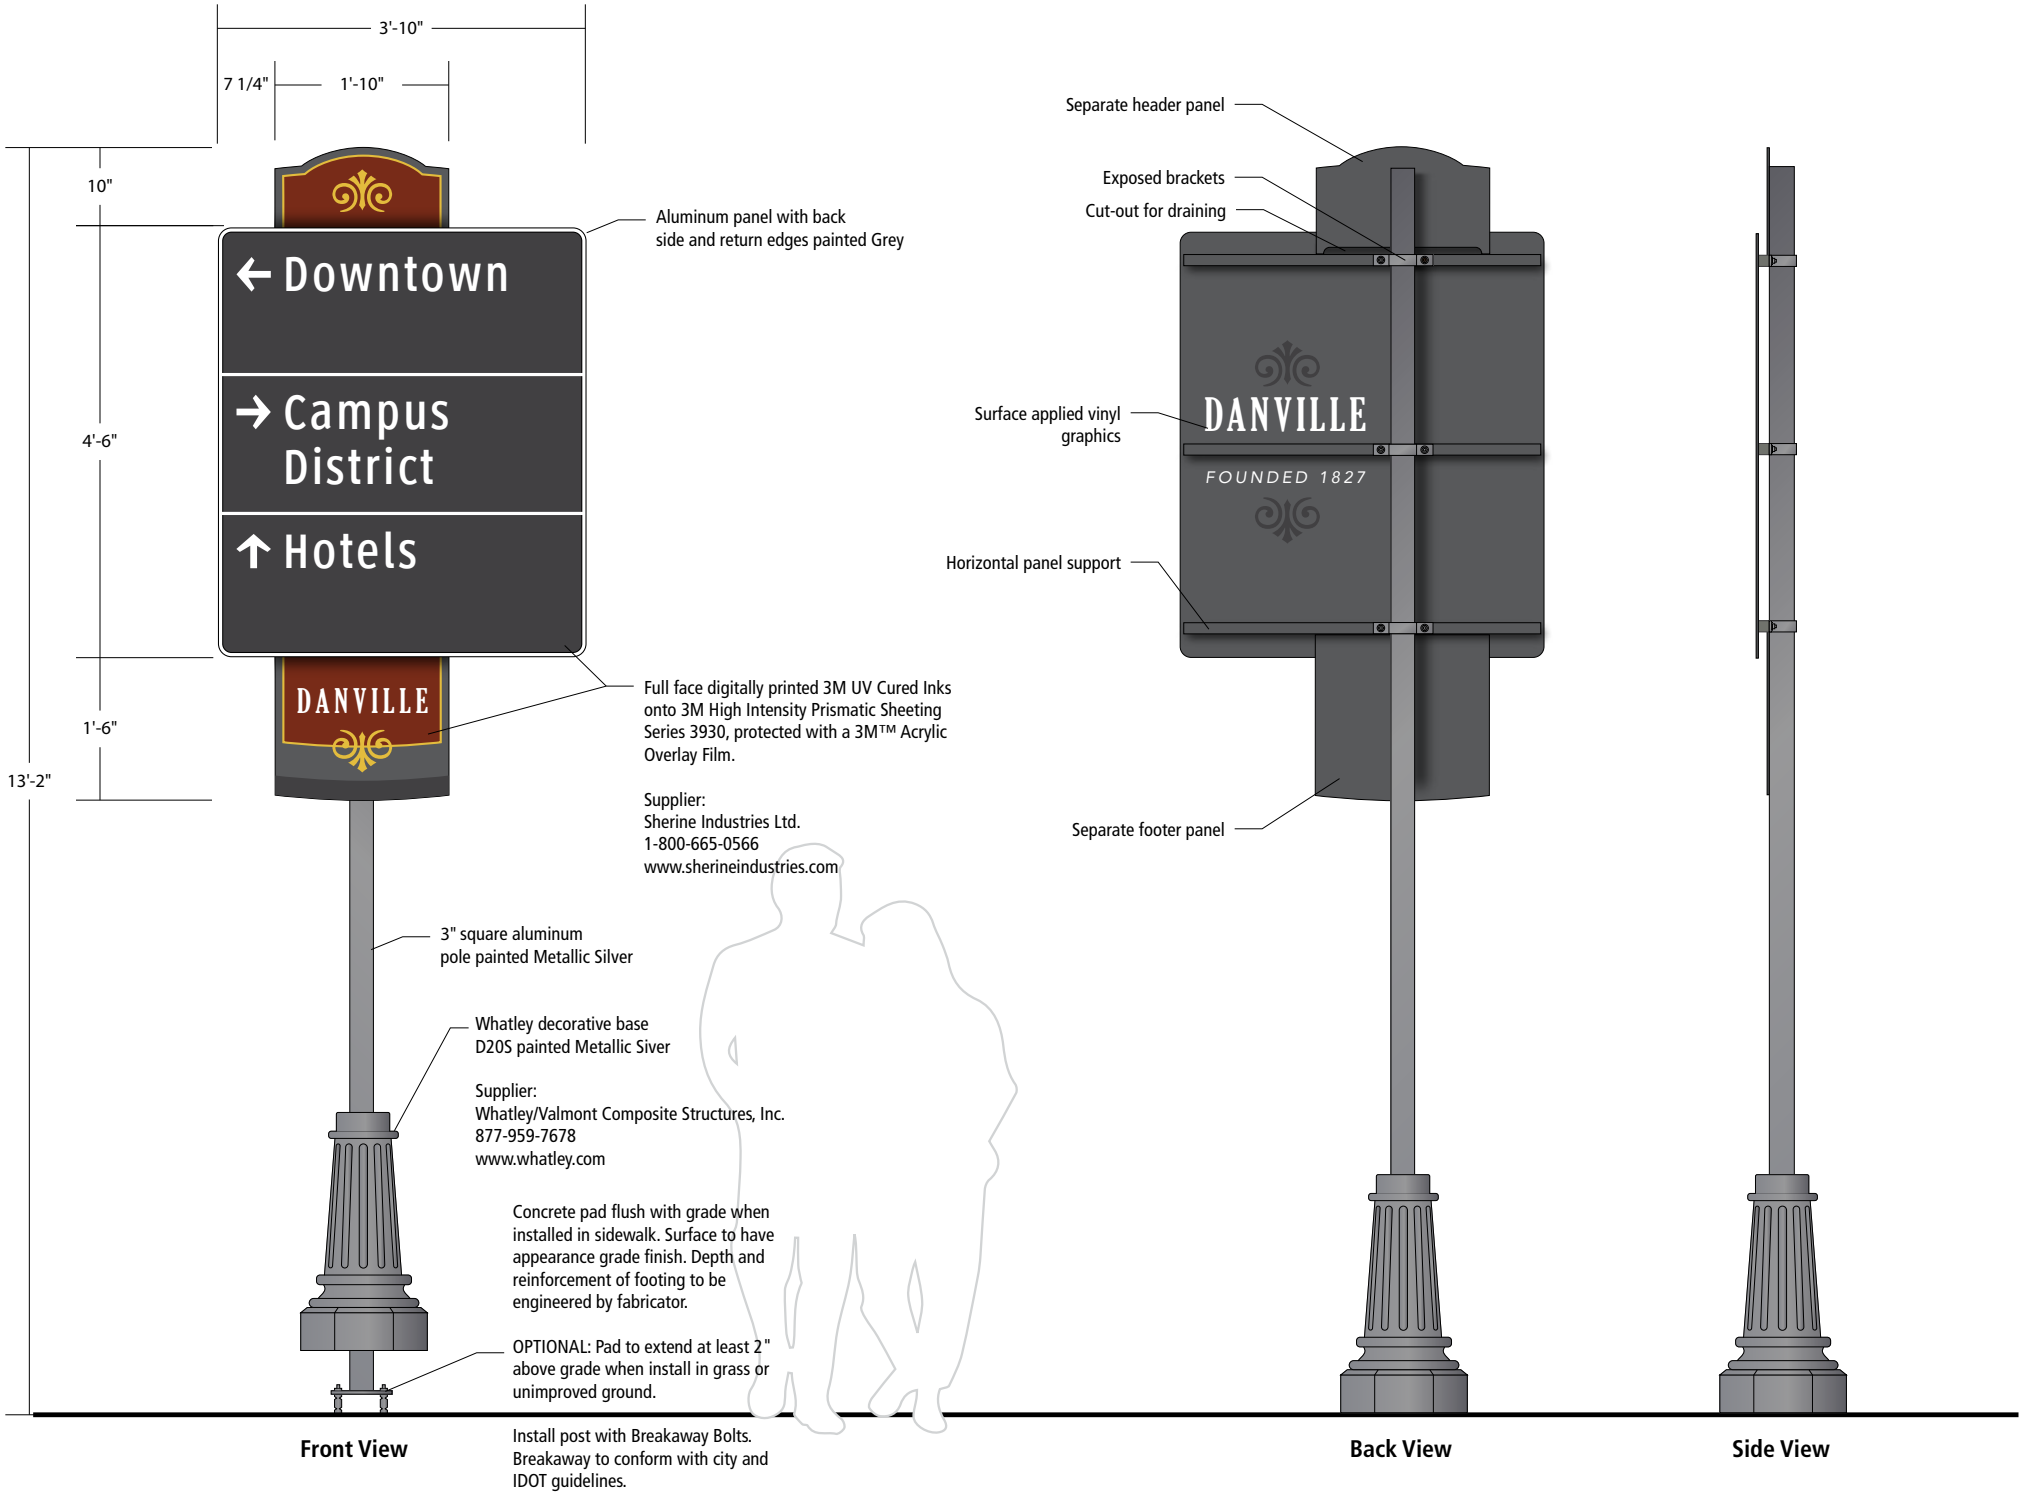 3'-10"
7 1/4"
1'-10"
10"
4'-6"
1'-6"
13'-2"
← Downtown
→ Campus
District
↑ Hotels
DANVILLE
Aluminum panel with back
side and return edges painted Grey
Full face digitally printed 3M UV Cured Inks
onto 3M High Intensity Prismatic Sheeting
Series 3930, protected with a 3M™ Acrylic
Overlay Film.
Supplier:
Sherine Industries Ltd.
1-800-665-0566
www.sherineindustries.com
3" square aluminum
pole painted Metallic Silver
Whatley decorative base
D20S painted Metallic Siver
Supplier:
Whatley/Valmont Composite Structures, Inc.
877-959-7678
www.whatley.com
Concrete pad flush with grade when
installed in sidewalk. Surface to have
appearance grade finish. Depth and
reinforcement of footing to be
engineered by fabricator.
OPTIONAL: Pad to extend at least 2"
above grade when install in grass or
unimproved ground.
Install post with Breakaway Bolts.
Breakaway to conform with city and
IDOT guidelines.
Front View
Separate header panel
Exposed brackets
Cut-out for draining
Surface applied vinyl
graphics
Horizontal panel support
Separate footer panel
DANVILLE
FOUNDED 1827
Back View
Side View